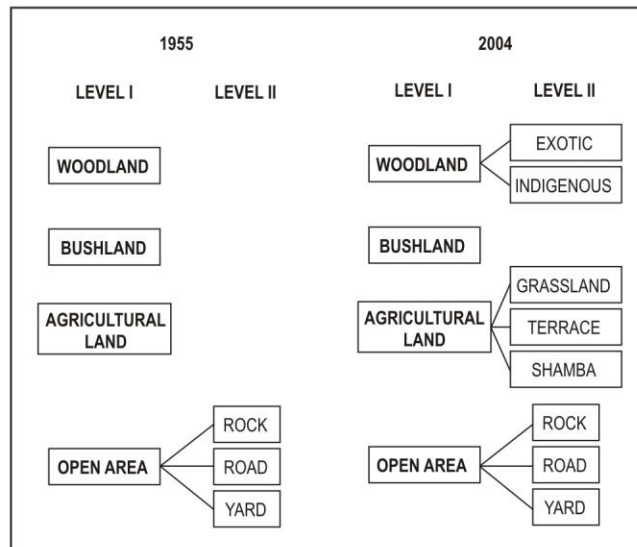 1955
2004
LEVEL I
LEVEL II
LEVEL I
LEVEL II
WOODLAND
BUSHLAND
AGRICULTURAL
LAND
OPEN AREA
ROCK
ROAD
YARD
WOODLAND
EXOTIC
INDIGENOUS
BUSHLAND
AGRICULTURAL
LAND
GRASSLAND
TERRACE
SHAMBA
OPEN AREA
ROCK
ROAD
YARD